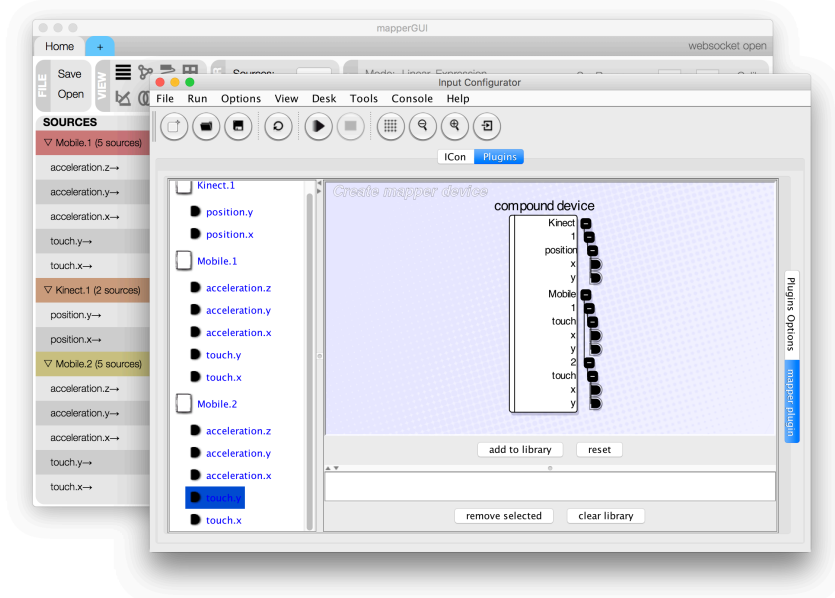 mapperGUI
Home
+
websocket open
FILE
Save
Open
VIEW
Sources:
Mode: Linear Expression
SOURCES
▽ Mobile.1 (5 sources)
acceleration.z→
acceleration.y→
acceleration.x→
touch.y→
touch.x→
▽ Kinect.1 (2 sources)
position.y→
position.x→
▽ Mobile.2 (5 sources)
acceleration.z→
acceleration.y→
acceleration.x→
touch.y→
touch.x→
Input Configurator
File Run Options View Desk Tools Console Help
ICon Plugins
Kinect.1
position.y
position.x
Mobile.1
acceleration.z
acceleration.y
acceleration.x
touch.y
touch.x
Mobile.2
acceleration.z
acceleration.y
acceleration.x
touch.y
touch.x
Create mapper device
compound device
Kinect
1
position
x
y
Mobile
1
touch
x
y
2
touch
x
y
add to library reset
remove selected clear library
Plugins Options
mapper plugin